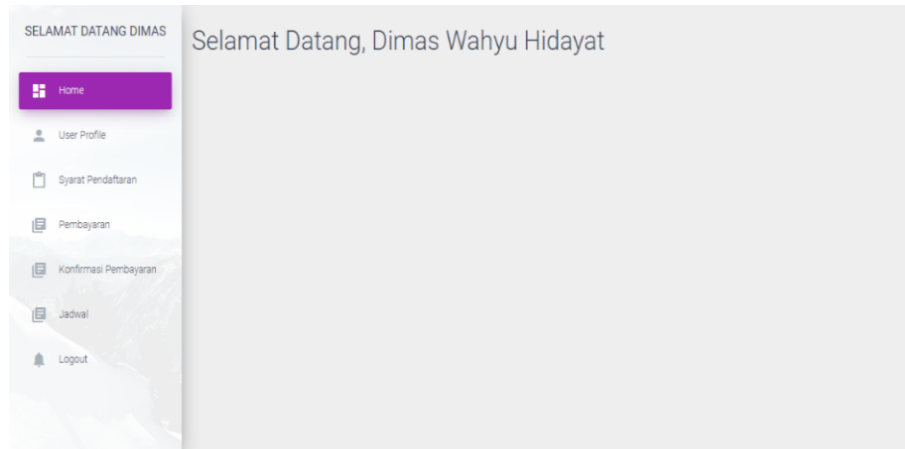 SELAMAT DATANG DIMAS
Selamat Datang, Dimas Wahyu Hidayat
Home
User Profile
Syarat Pendaftaran
Pembayaran
Konfirmasi Pembayaran
Jadwal
Logout